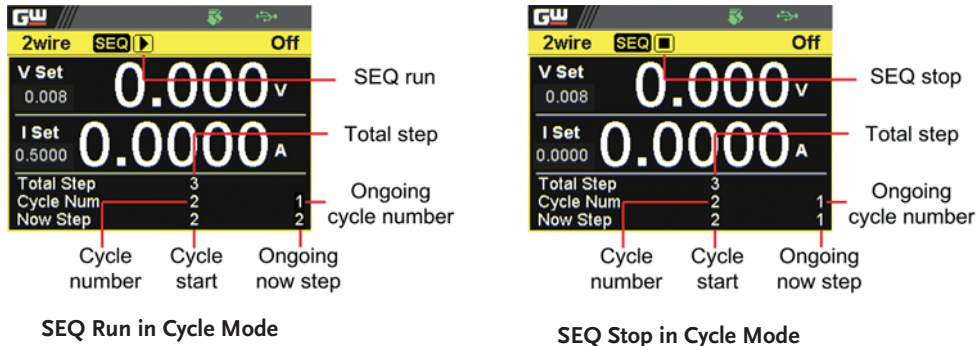 GW
2wire SEQ Off
V Set
0.008
0.000 V
I Set
0.5000
0.0000 A
Total Step 3
Cycle Num 2 1
Now Step 2 2
SEQ run
Total step
Ongoing
cycle number
Cycle
number
Cycle
start
Ongoing
now step
SEQ Run in Cycle Mode
GW
2wire SEQ Off
V Set
0.008
0.000 V
I Set
0.0000
0.0000 A
Total Step 3
Cycle Num 2 1
Now Step 2 1
SEQ stop
Total step
Ongoing
cycle number
Cycle
number
Cycle
start
Ongoing
now step
SEQ Stop in Cycle Mode